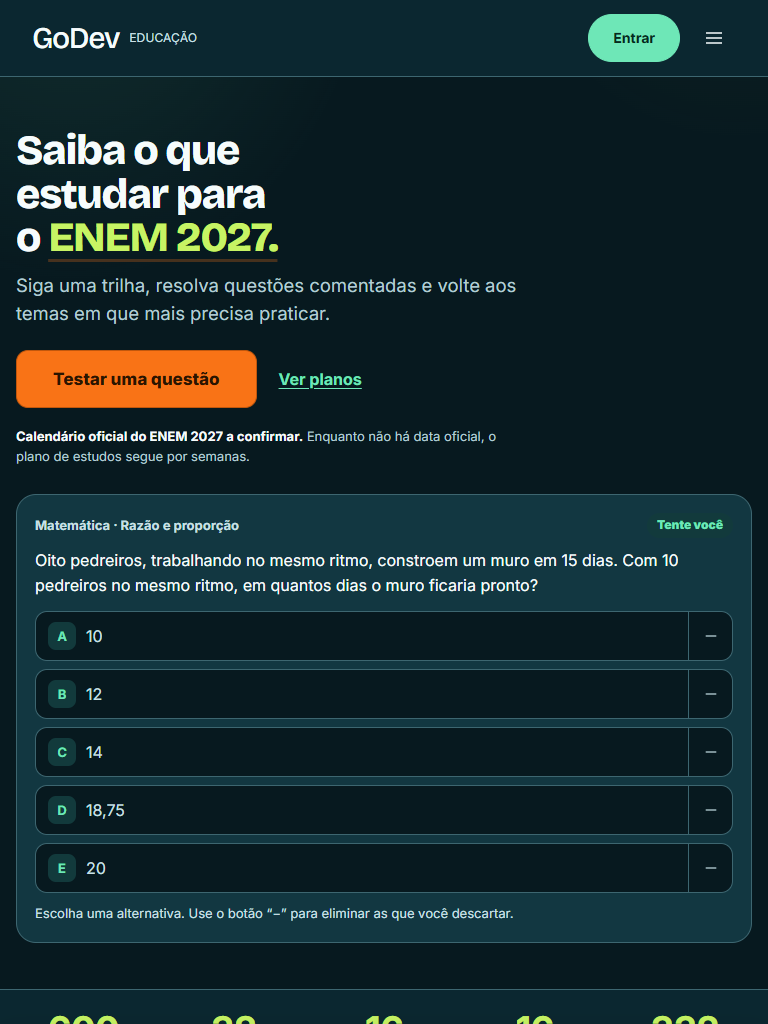 GoDev EDUCAÇÃO
Entrar
Saiba o que
estudar para
o ENEM 2027.
Siga uma trilha, resolva questões comentadas e volte aos
temas em que mais precisa praticar.
Testar uma questão
Ver planos
Calendário oficial do ENEM 2027 a confirmar. Enquanto não há data oficial, o
plano de estudos segue por semanas.
Matemática · Razão e proporção
Tente você
Oito pedreiros, trabalhando no mesmo ritmo, constroem um muro em 15 dias. Com 10
pedreiros no mesmo ritmo, em quantos dias o muro ficaria pronto?
A 10 −
B 12 −
C 14 −
D 18,75 −
E 20 −
Escolha uma alternativa. Use o botão “−” para eliminar as que você descartar.